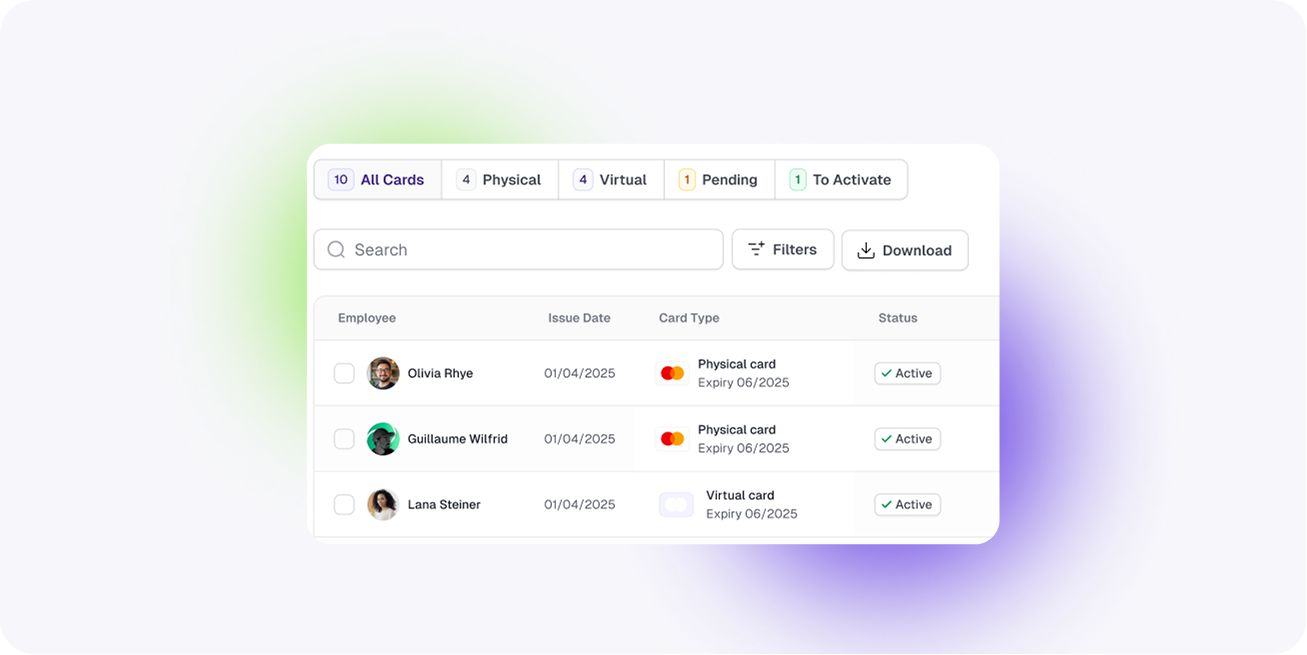 10 All Cards 4 Physical 4 Virtual 1 Pending 1 To Activate
Search Filters Download
Employee Issue Date Card Type Status
Olivia Rhye 01/04/2025 Physical card Active
Expiry 06/2025
Guillaume Wilfrid 01/04/2025 Physical card Active
Expiry 06/2025
Lana Steiner 01/04/2025 Virtual card Active
Expiry 06/2025